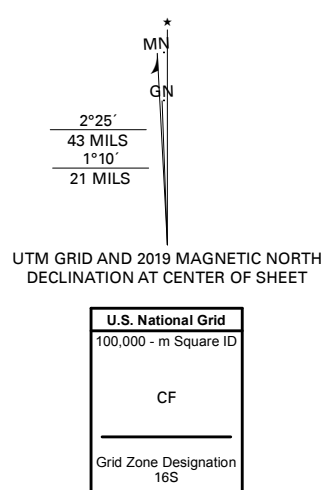 ★
MN
GN
2°25´
43 MILS
1°10´
21 MILS
UTM GRID AND 2019 MAGNETIC NORTH
DECLINATION AT CENTER OF SHEET
U.S. National Grid
100,000 - m Square ID
CF
Grid Zone Designation
16S